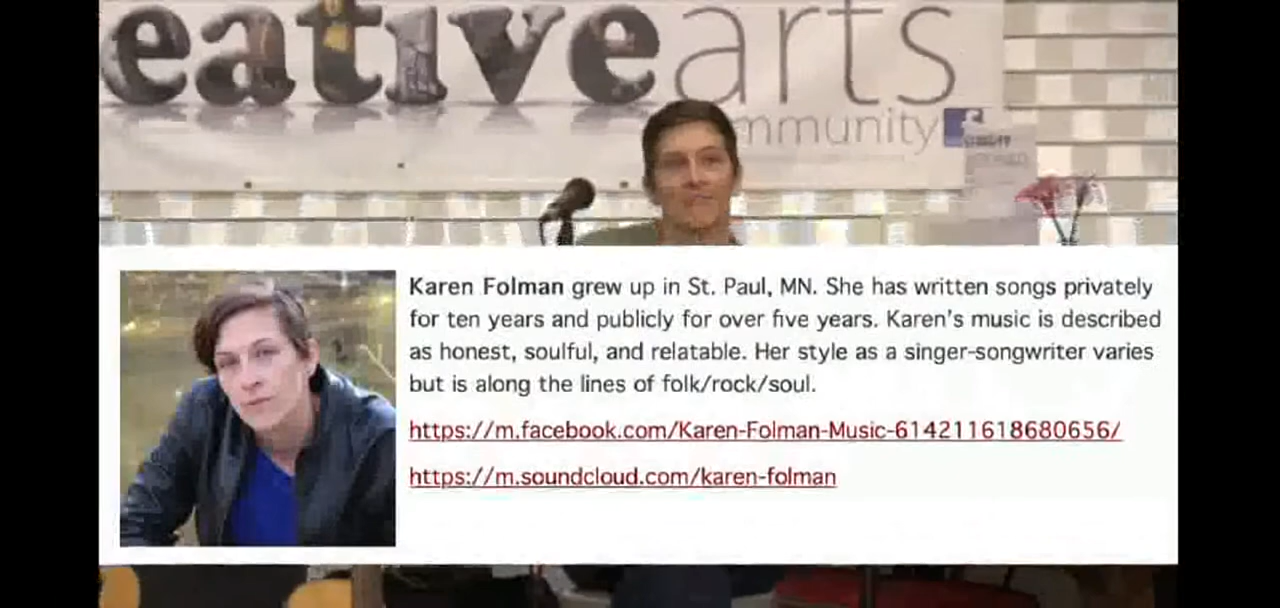 eative arts
mmunity
Karen Folman grew up in St. Paul, MN. She has written songs privately
for ten years and publicly for over five years. Karen's music is described
as honest, soulful, and relatable. Her style as a singer-songwriter varies
but is along the lines of folk/rock/soul.
https://m.facebook.com/Karen-Folman-Music-614211618680656/
https://m.soundcloud.com/karen-folman